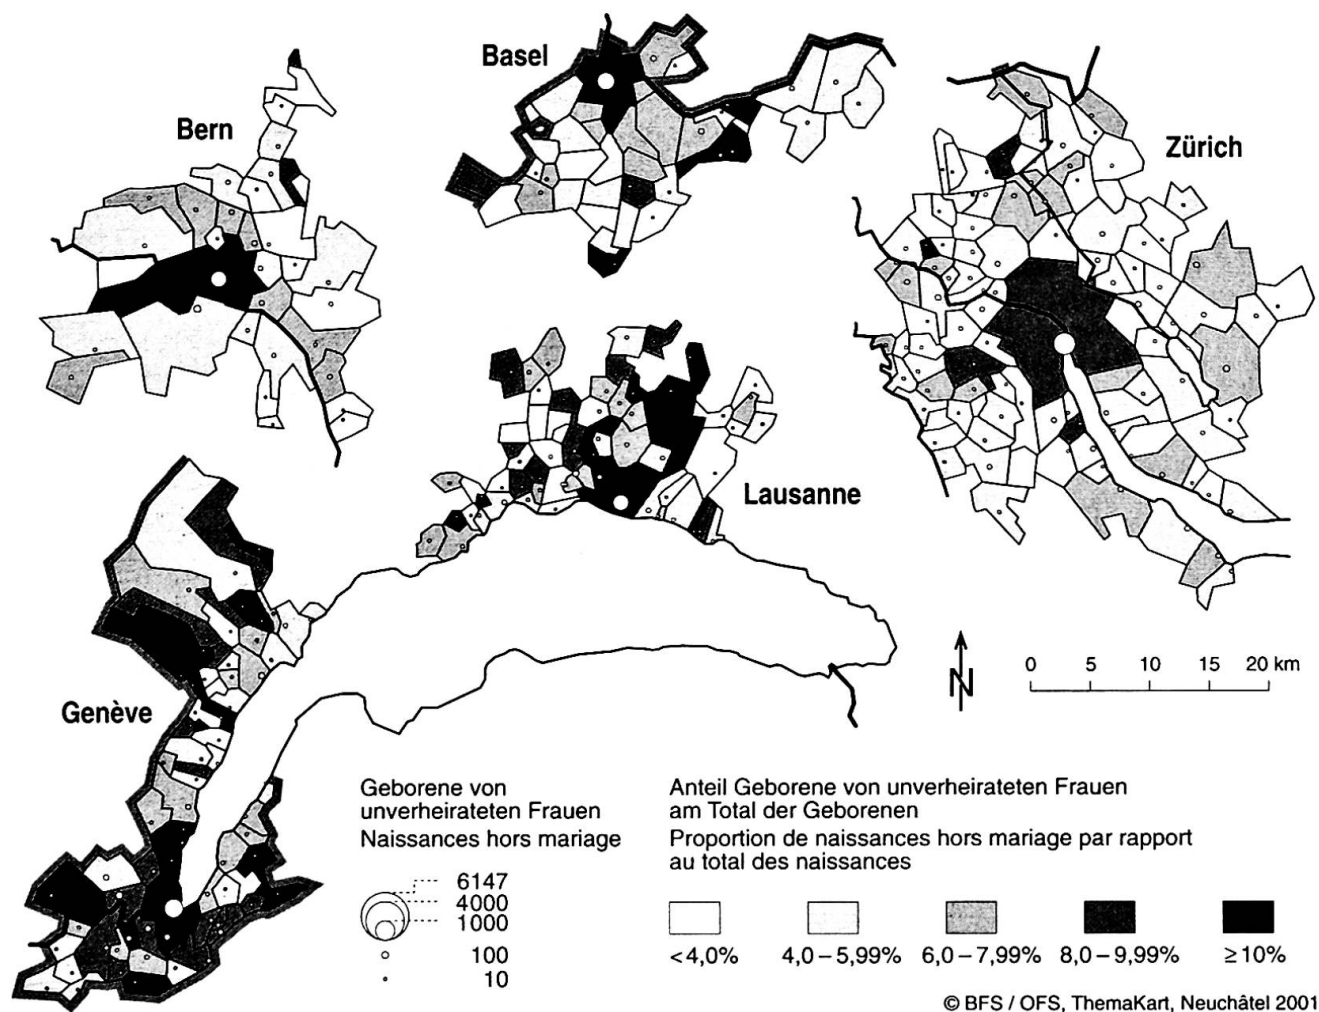 Basel
Bern
Zürich
Lausanne
Genève
N
0 5 10 15 20 km
Geborene von
unverheirateten Frauen
Naissances hors mariage
6147
4000
1000
100
10
Anteil Geborene von unverheirateten Frauen
am Total der Geborenen
Proportion de naissances hors mariage par rapport
au total des naissances
<4,0% 4,0–5,99% 6,0–7,99% 8,0–9,99% ≥10%
© BFS / OFS, ThemaKart, Neuchâtel 2001